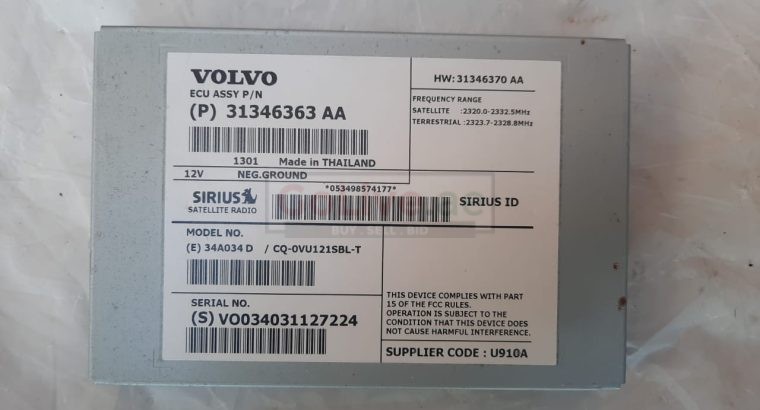 VOLVO
ECU ASSY P/N
(P) 31346363 AA
1301 Made in THAILAND
12V NEG.GROUND
HW: 31346370 AA
FREQUENCY RANGE
SATELLITE :2320.0-2332.5MHz
TERRESTRIAL :2323.7-2328.8MHz
*053498574177*
SIRIUS
SATELLITE RADIO
SIRIUS ID
BUY . SELL . BID
MODEL NO.
(E) 34A034 D / CQ-0VU121SBL-T
SERIAL NO.
(S) VO034031127224
THIS DEVICE COMPLIES WITH PART
15 OF THE FCC RULES.
OPERATION IS SUBJECT TO THE
CONDITION THAT THIS DEVICE DOES
NOT CAUSE HARMFUL INTERFERENCE.
SUPPLIER CODE : U910A